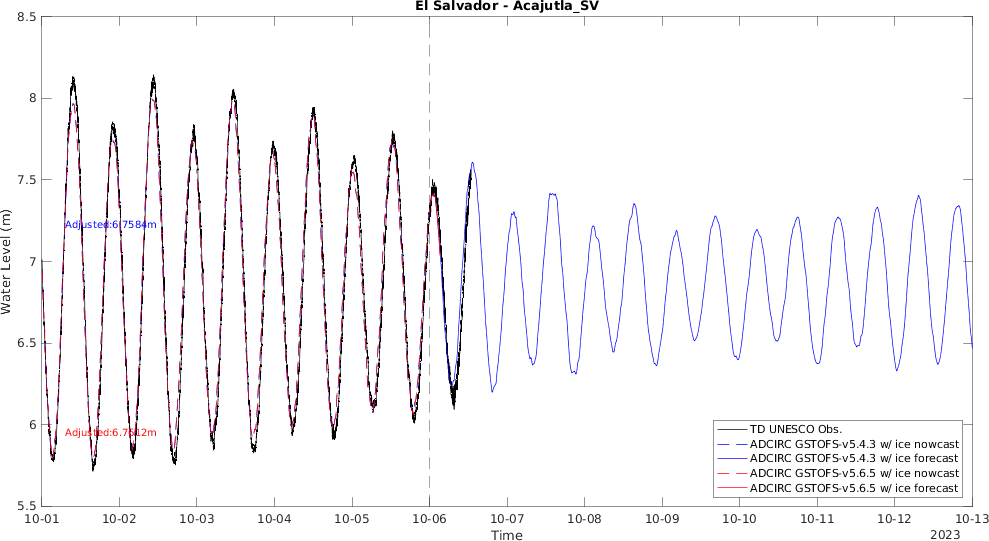 El Salvador - Acajutla_SV
8.5
8
7.5
7
6.5
6
5.5
Water Level (m)
Adjusted:6.7584m
Adjusted:6.7612m
TD UNESCO Obs.
ADCIRC GSTOFS-v5.4.3 w/ ice nowcast
ADCIRC GSTOFS-v5.4.3 w/ ice forecast
ADCIRC GSTOFS-v5.6.5 w/ ice nowcast
ADCIRC GSTOFS-v5.6.5 w/ ice forecast
10-01 10-02 10-03 10-04 10-05 10-06 10-07 10-08 10-09 10-10 10-11 10-12 10-13
Time
2023